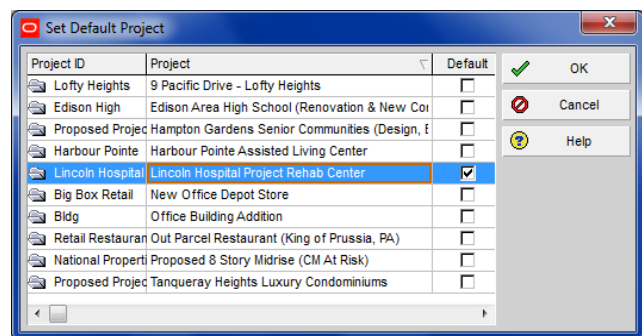 Set Default Project
Project ID Project Default
Lofty Heights 9 Pacific Drive - Lofty Heights
Edison High Edison Area High School (Renovation & New Cor
Proposed Projec Hampton Gardens Senior Communities (Design, E
Harbour Pointe Harbour Pointe Assisted Living Center
Lincoln Hospital Lincoln Hospital Project Rehab Center
Big Box Retail New Office Depot Store
Bldg Office Building Addition
Retail Restauran Out Parcel Restaurant (King of Prussia, PA)
National Properti Proposed 8 Story Midrise (CM At Risk)
Proposed Projec Tanqueray Heights Luxury Condominiums
OK
Cancel
Help